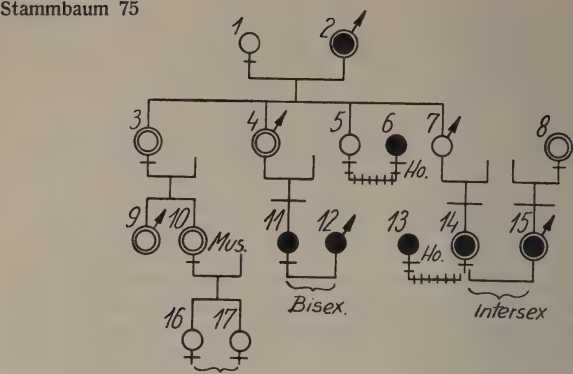 Stammbaum 75
1 2
3 4 5 6 7 8
Ho.
9 10 Mus. 11 12 13 Ho. 14 15
Bisex. Intersex
16 17